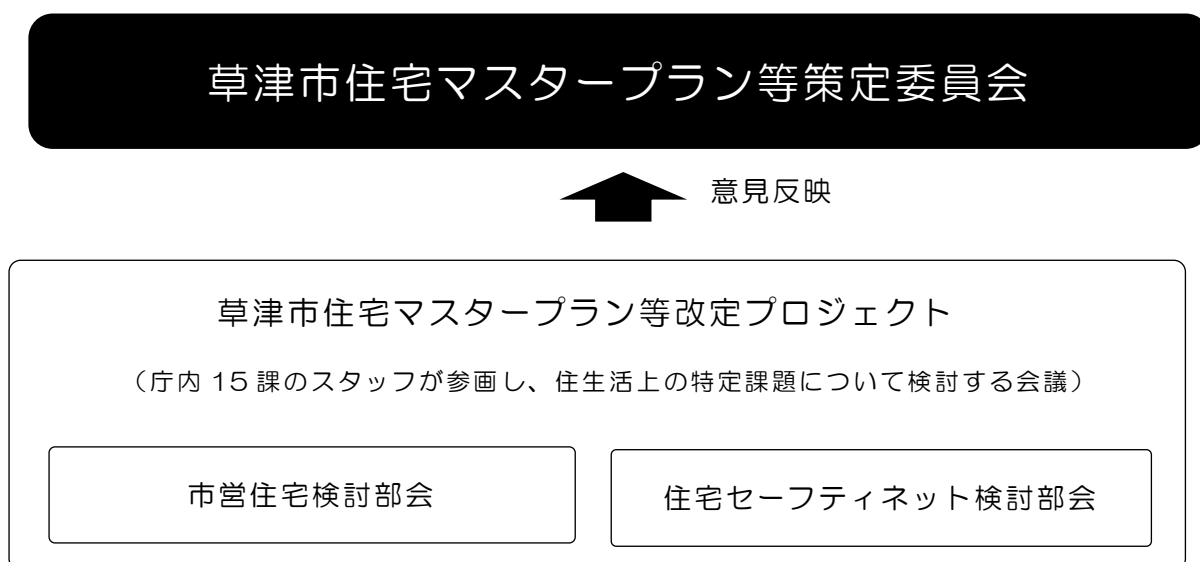 草津市住宅マスタープラン等策定委員会
意見反映
草津市住宅マスタープラン等改定プロジェクト
（庁内 15 課のスタッフが参画し、住生活上の特定課題について検討する会議）
市営住宅検討部会
住宅セーフティネット検討部会